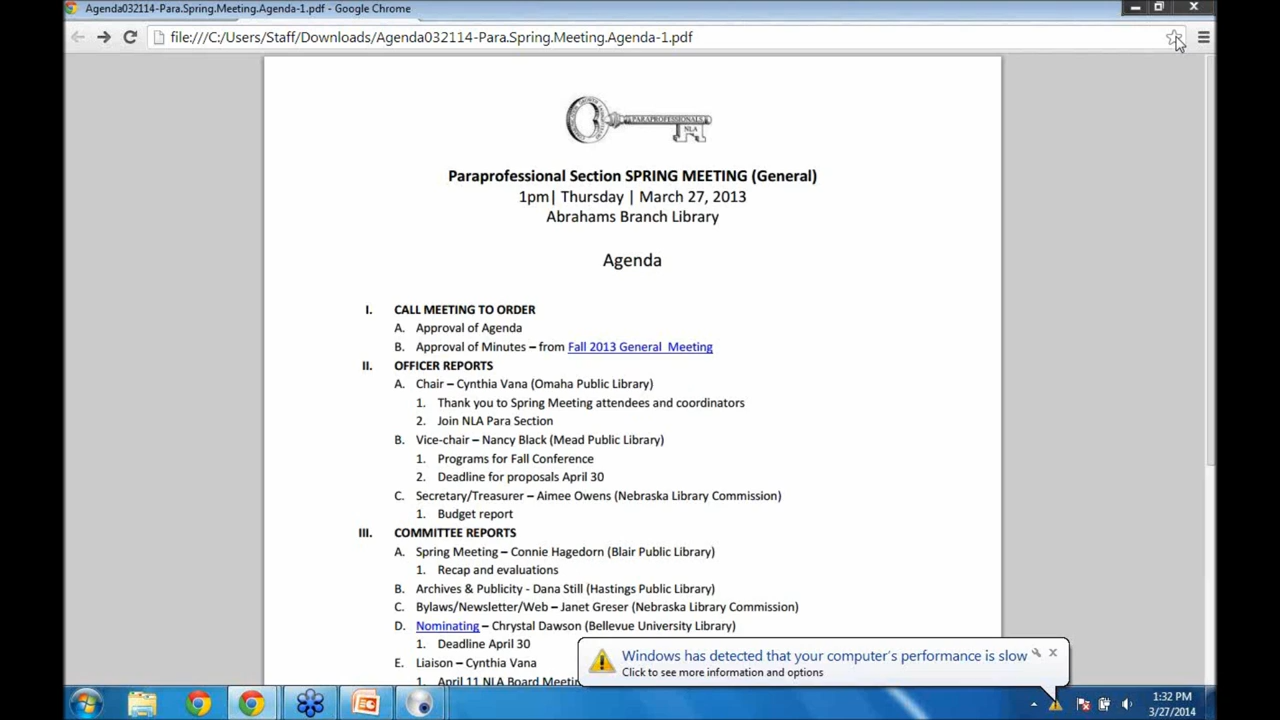 Agenda032114-Para.Spring.Meeting.Agenda-1.pdf - Google Chrome
file:///C:/Users/Staff/Downloads/Agenda032114-Para.Spring.Meeting.Agenda-1.pdf
PARAPROFESSIONALS
NLA
Paraprofessional Section SPRING MEETING (General)
1pm| Thursday | March 27, 2013
Abrahams Branch Library
Agenda
I. CALL MEETING TO ORDER
A. Approval of Agenda
B. Approval of Minutes – from Fall 2013 General Meeting
II. OFFICER REPORTS
A. Chair – Cynthia Vana (Omaha Public Library)
1. Thank you to Spring Meeting attendees and coordinators
2. Join NLA Para Section
B. Vice-chair – Nancy Black (Mead Public Library)
1. Programs for Fall Conference
2. Deadline for proposals April 30
C. Secretary/Treasurer – Aimee Owens (Nebraska Library Commission)
1. Budget report
III. COMMITTEE REPORTS
A. Spring Meeting – Connie Hagedorn (Blair Public Library)
1. Recap and evaluations
B. Archives & Publicity - Dana Still (Hastings Public Library)
C. Bylaws/Newsletter/Web – Janet Greser (Nebraska Library Commission)
D. Nominating – Chrystal Dawson (Bellevue University Library)
1. Deadline April 30
E. Liaison – Cynthia Vana
1. April 11 NLA Board Meetin
Windows has detected that your computer's performance is slow
Click to see more information and options
1:32 PM
3/27/2014